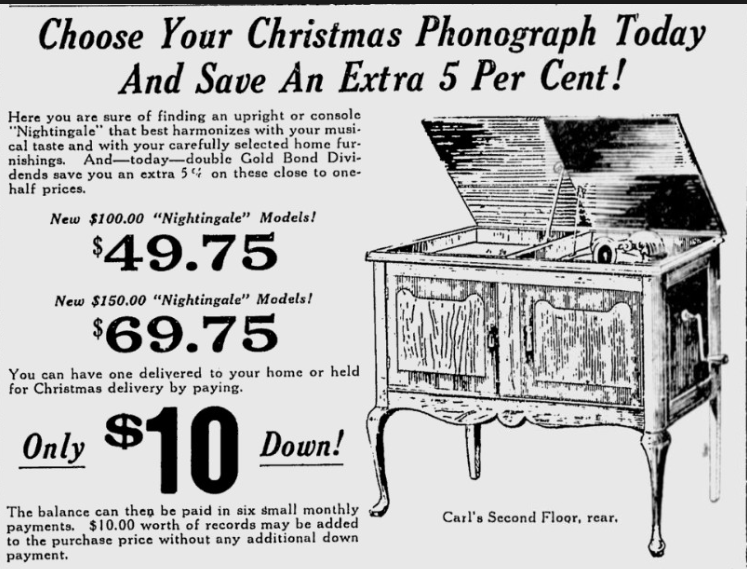 Choose Your Christmas Phonograph Today
And Save An Extra 5 Per Cent!
Here you are sure of finding an upright or console
"Nightingale" that best harmonizes with your musi-
cal taste and with your carefully selected home fur-
nishings. And—today—double Gold Bond Divi-
dends save you an extra 5% on these close to one-
half prices.
New $100.00 "Nightingale" Models!
$49.75
New $150.00 "Nightingale" Models!
$69.75
You can have one delivered to your home or held
for Christmas delivery by paying.
Only $10 Down!
The balance can then be paid in six small monthly
payments. $10.00 worth of records may be added
to the purchase price without any additional down
payment.
Carl's Second Floor, rear.